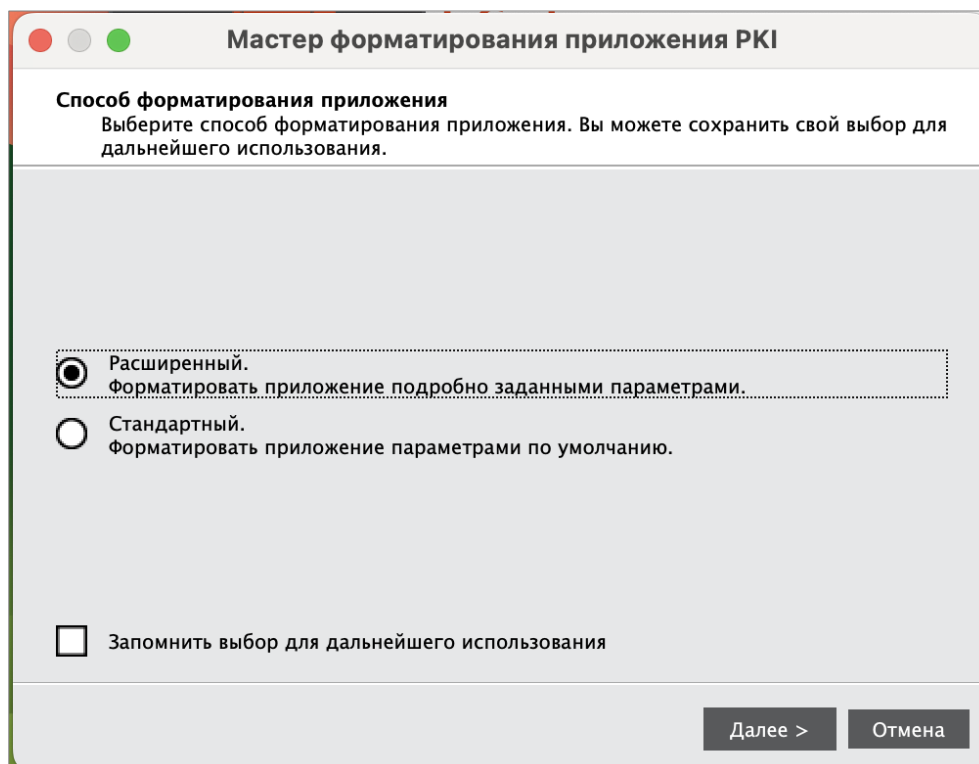 Мастер форматирования приложения PKI
Способ форматирования приложения
Выберите способ форматирования приложения. Вы можете сохранить свой выбор для
дальнейшего использования.
Расширенный.
Форматировать приложение подробно заданными параметрами.
Стандартный.
Форматировать приложение параметрами по умолчанию.
Запомнить выбор для дальнейшего использования
Далее > Отмена